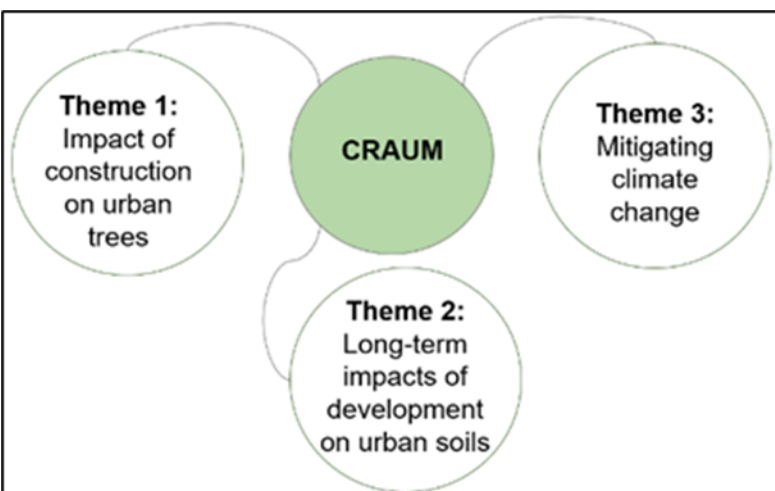 Theme 1:
Impact of
construction
on urban
trees
CRAUM
Theme 3:
Mitigating
climate
change
Theme 2:
Long-term
impacts of
development
on urban soils